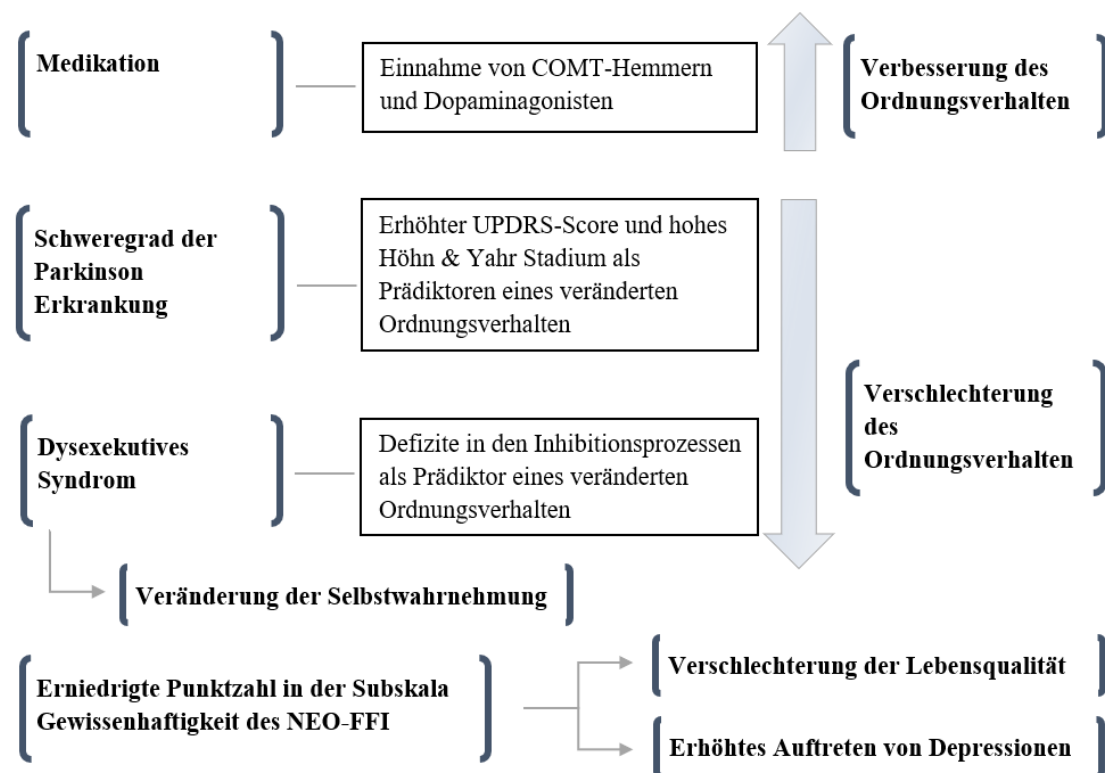 Medikation
Einnahme von COMT-Hemmern
und Dopaminagonisten
Verbesserung des
Ordnungsverhalten
Schweregrad der
Parkinson
Erkrankung
Erhöhter UPDRS-Score und hohes
Höhn & Yahr Stadium als
Prädiktoren eines veränderten
Ordnungsverhalten
Verschlechterung
des
Ordnungsverhalten
Dysexekutives
Syndrom
Defizite in den Inhibitionsprozessen
als Prädiktor eines veränderten
Ordnungsverhalten
Veränderung der Selbstwahrnehmung
Erniedrigte Punktzahl in der Subskala
Gewissenhaftigkeit des NEO-FFI
Verschlechterung der Lebensqualität
Erhöhtes Auftreten von Depressionen